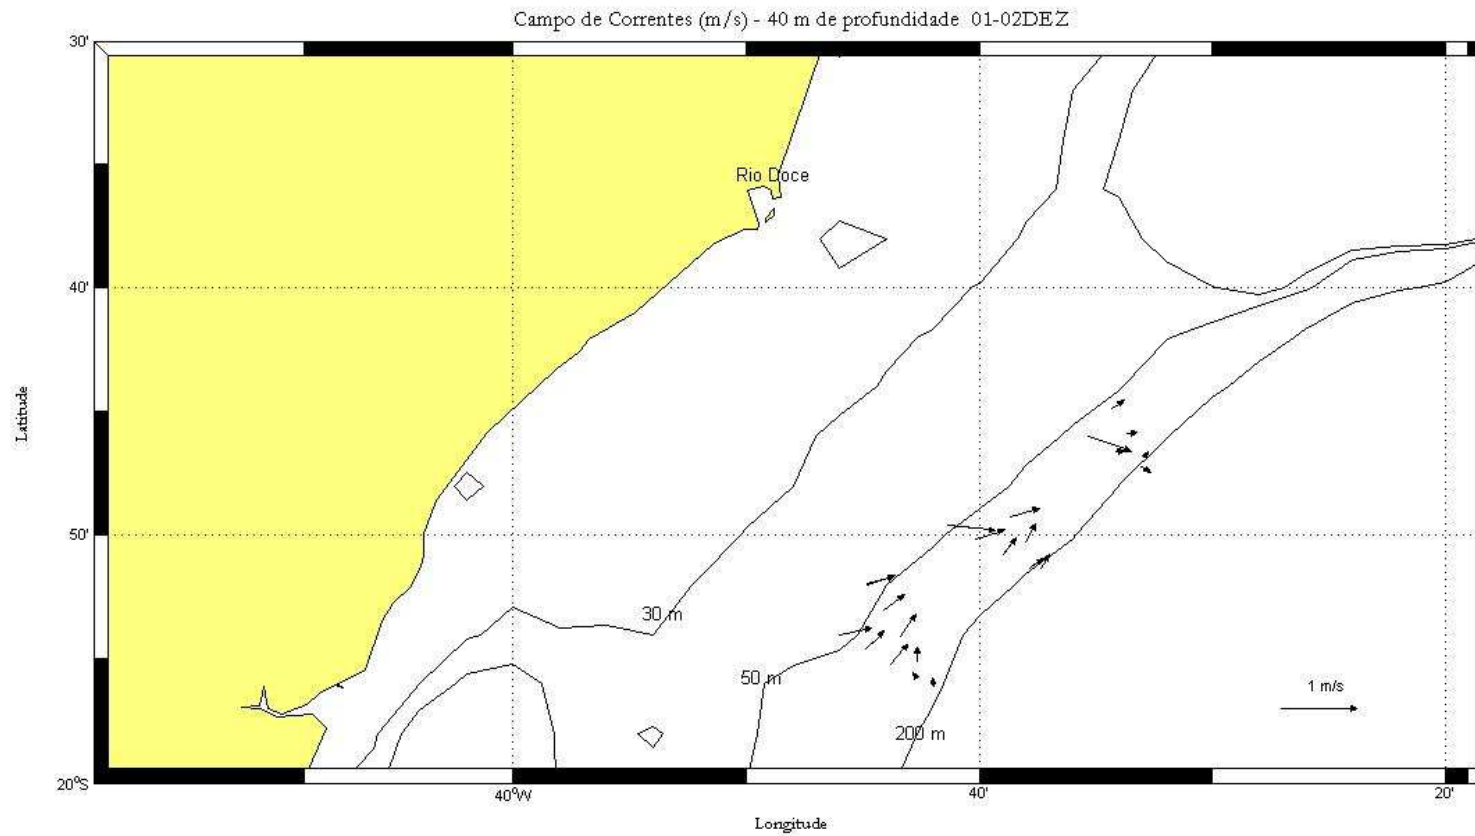 Campo de Correntes (m/s) - 40 m de profundidade 01-02DEZ
30'
Rio Doce
40'
Latitude
50'
30 m
50 m
1 m/s
200 m
20°S
40°W
40'
20'
Longitude